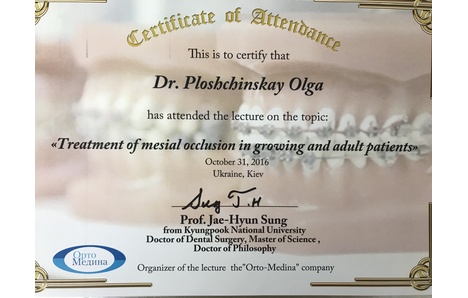 Certificate of Attendance
This is to certify that
Dr. Ploshchinskay Olga
has attended the lecture on the topic:
«Treatment of mesial occlusion in growing and adult patients»
October 31, 2016
Ukraine, Kiev
Sung J.H
Prof. Jae-Hyun Sung
from Kyungpook National University
Doctor of Dental Surgery, Master of Science ,
Doctor of Philosophy
Орто
Медина
Organizer of the lecture the"Orto-Medina" company